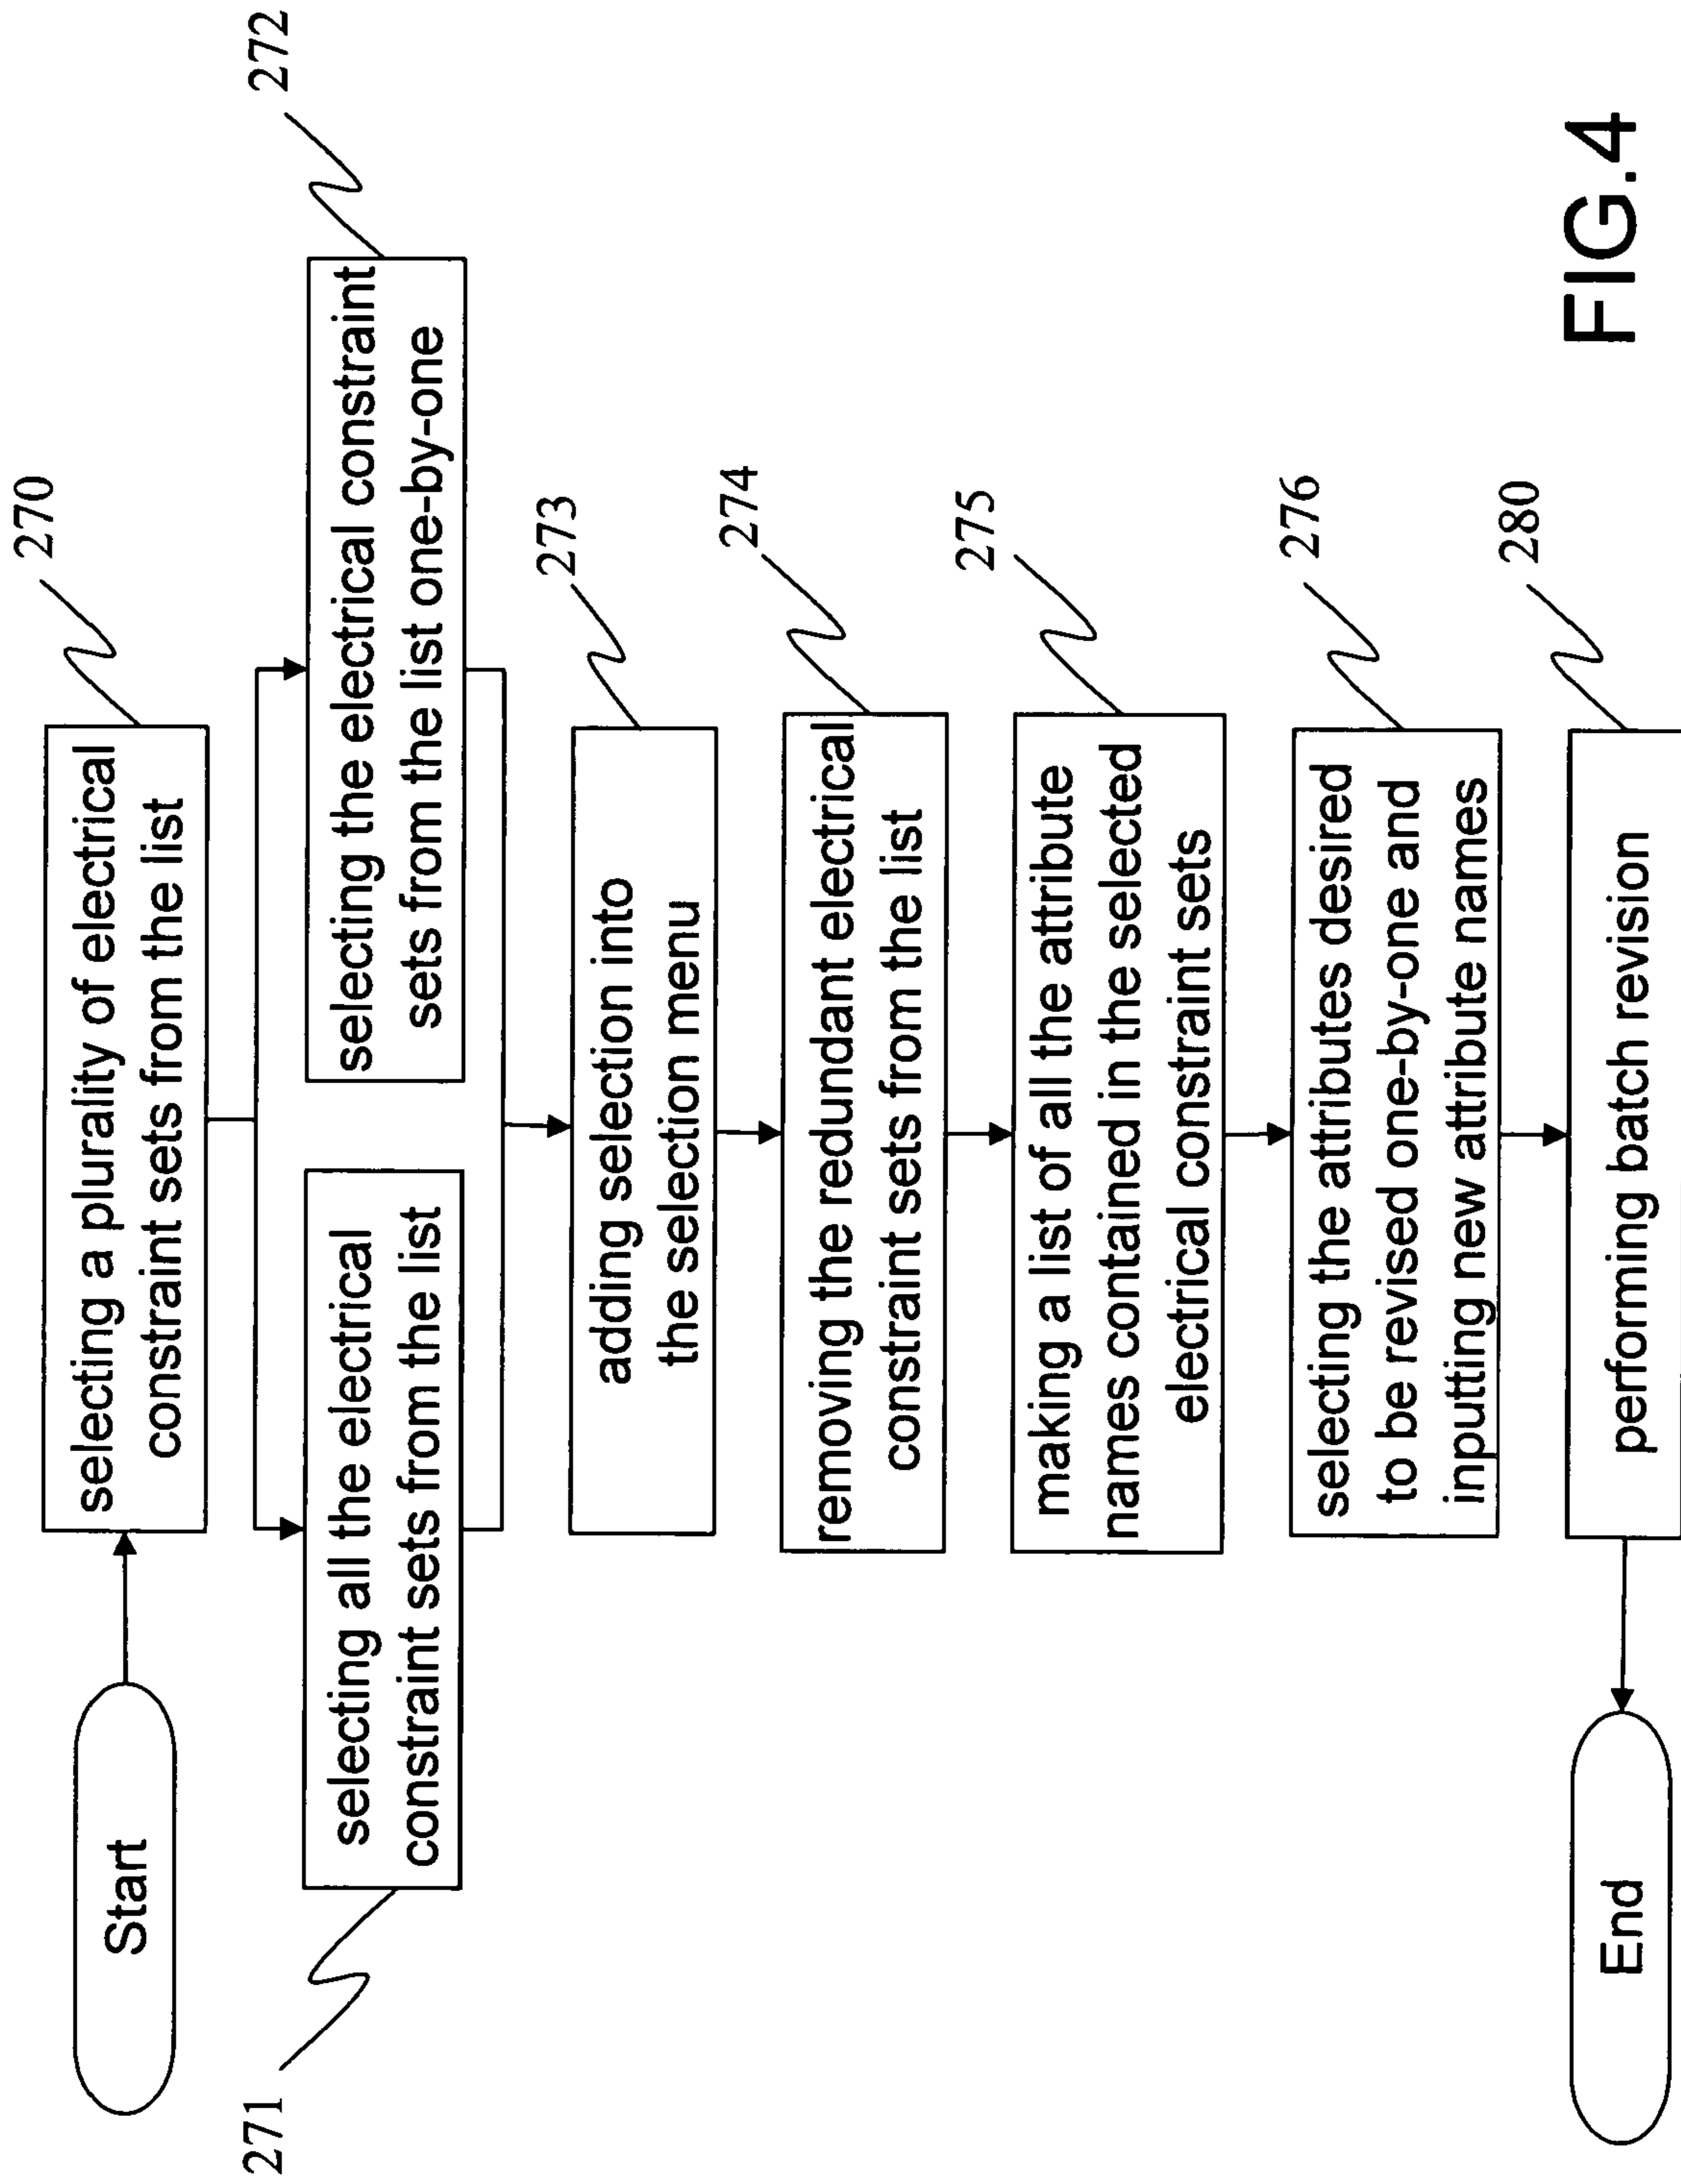 Start
selecting a plurality of electrical
constraint sets from the list
270
271
selecting all the electrical
constraint sets from the list
selecting the electrical constraint
sets from the list one-by-one
272
adding selection into
the selection menu
273
removing the redundant electrical
constraint sets from the list
274
making a list of all the attribute
names contained in the selected
electrical constraint sets
275
selecting the attributes desired
to be revised one-by-one and
inputting new attribute names
276
performing batch revision
280
End
FIG.4